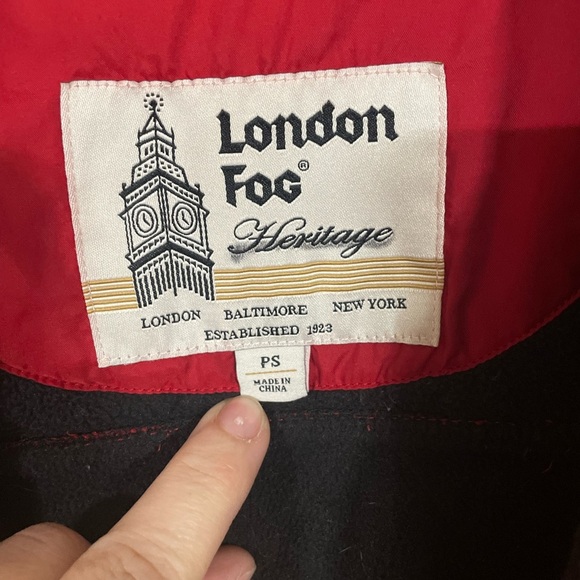 London
Fog®
Heritage
LONDON BALTIMORE NEW YORK
ESTABLISHED 1923
PS
MADE IN
CHINA